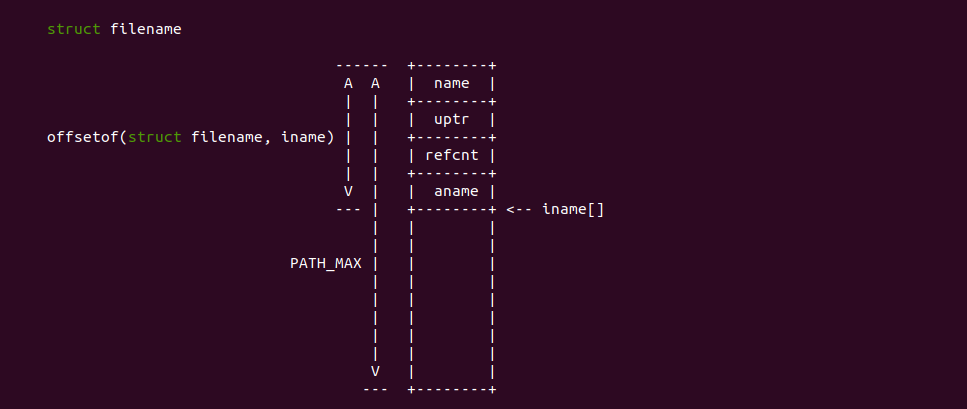 struct filename
                                ------  +--------+
                                 A  A   |  name  |
                                 |  |   +--------+
                                 |  |   |  uptr  |
offsetof(struct filename, iname) |  |   +--------+
                                 |  |   | refcnt |
                                 |  |   +--------+
                                 V  |   |  aname |
                                --- |   +--------+ <-- iname[]
                                    |   |        |
                                    |   |        |
                           PATH_MAX |   |        |
                                    |   |        |
                                    |   |        |
                                    |   |        |
                                    |   |        |
                                    |   |        |
                                    V   |        |
                                   ---  +--------+